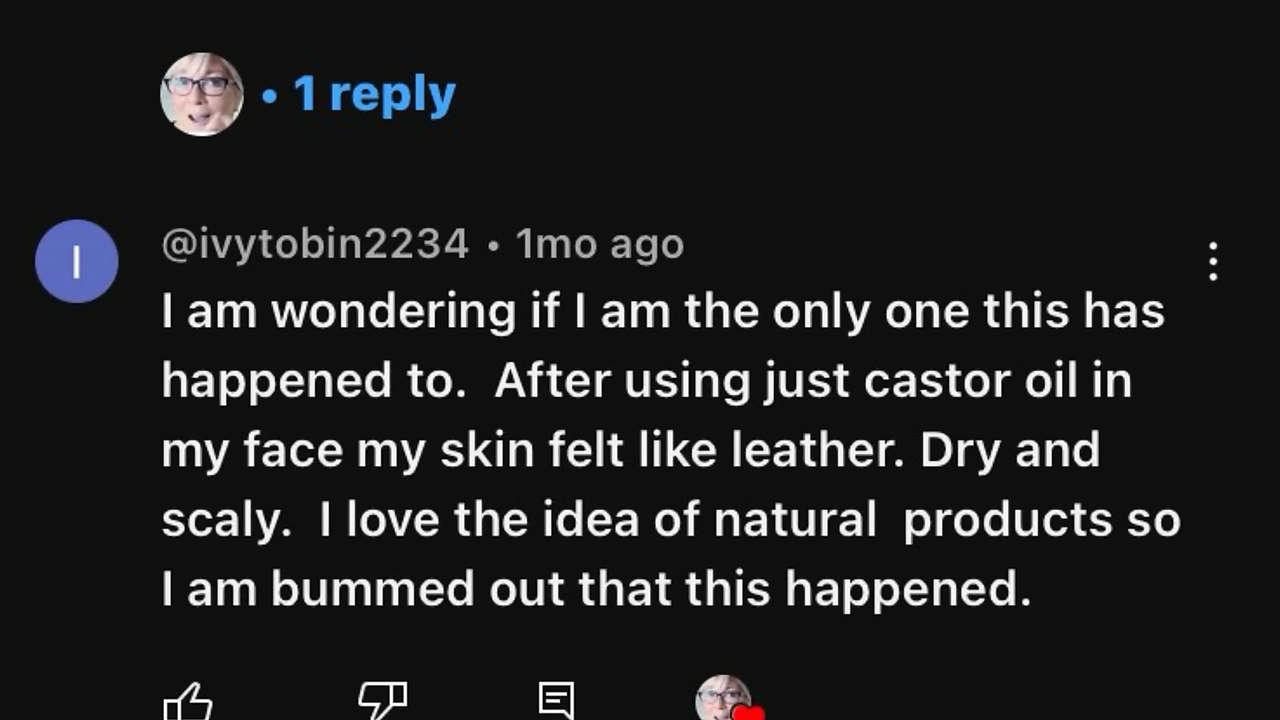 • 1 reply
I
@ivytobin2234 • 1mo ago
I am wondering if I am the only one this has
happened to.  After using just castor oil in
my face my skin felt like leather. Dry and
scaly.  I love the idea of natural  products so
I am bummed out that this happened.